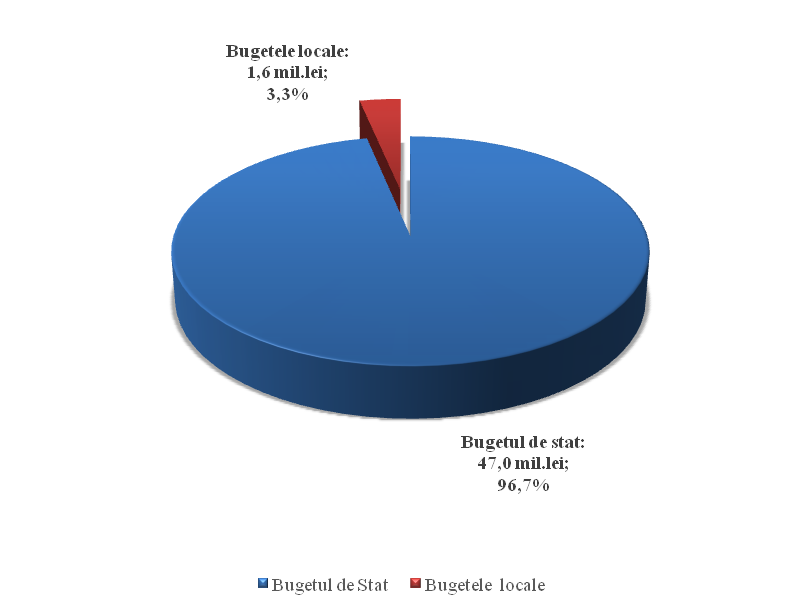 Bugetele locale:
1,6 mil.lei;
3,3%
Bugetul de stat:
47,0 mil.lei;
96,7%
Bugetul de Stat
Bugetele locale